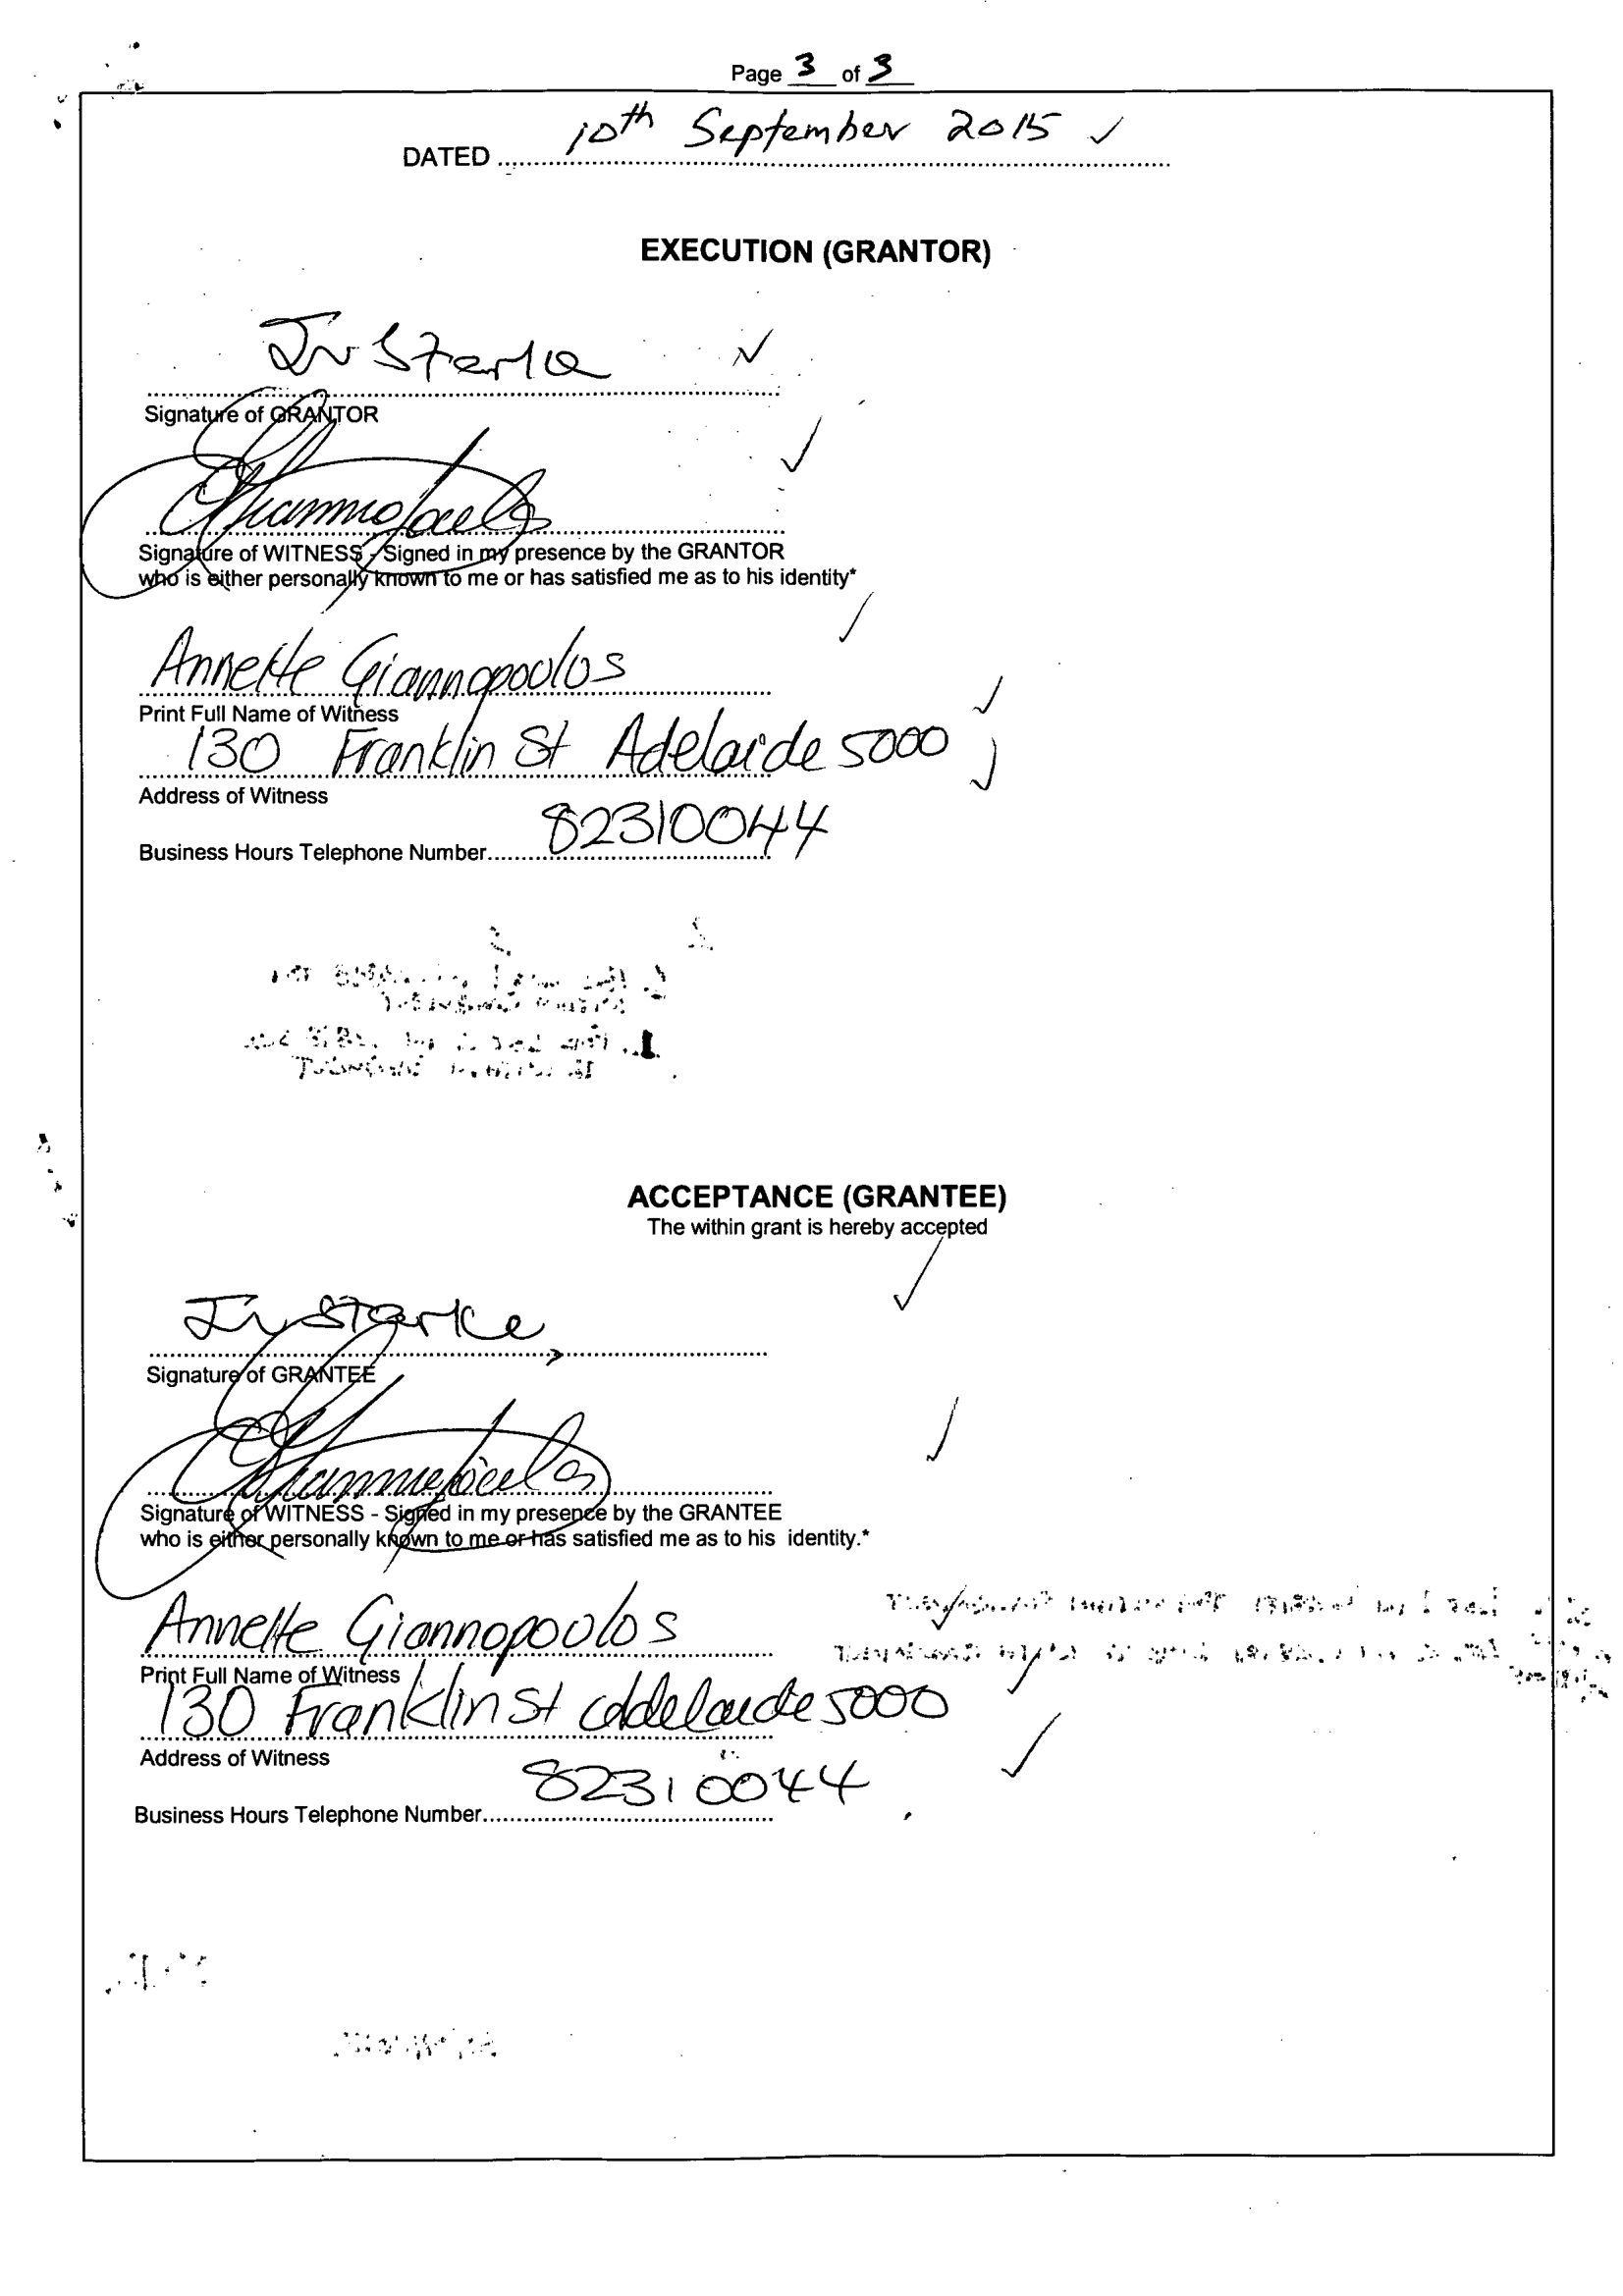 Page 3 of 3
DATED 10th September 2015 ✓
EXECUTION (GRANTOR)
Signature of GRANTOR
Signature of WITNESS - Signed in my presence by the GRANTOR
who is either personally known to me or has satisfied me as to his identity*
Annette Giannopoulos
Print Full Name of Witness
130 Franklin St Adelaide 5000
Address of Witness
82310044
Business Hours Telephone Number
ACCEPTANCE (GRANTEE)
The within grant is hereby accepted
Signature of GRANTEE
Signature of WITNESS - Signed in my presence by the GRANTEE
who is either personally known to me or has satisfied me as to his identity.*
Annette Giannopoulos
Print Full Name of Witness
130 Franklin St Adelaide 5000
Address of Witness
82310044
Business Hours Telephone Number